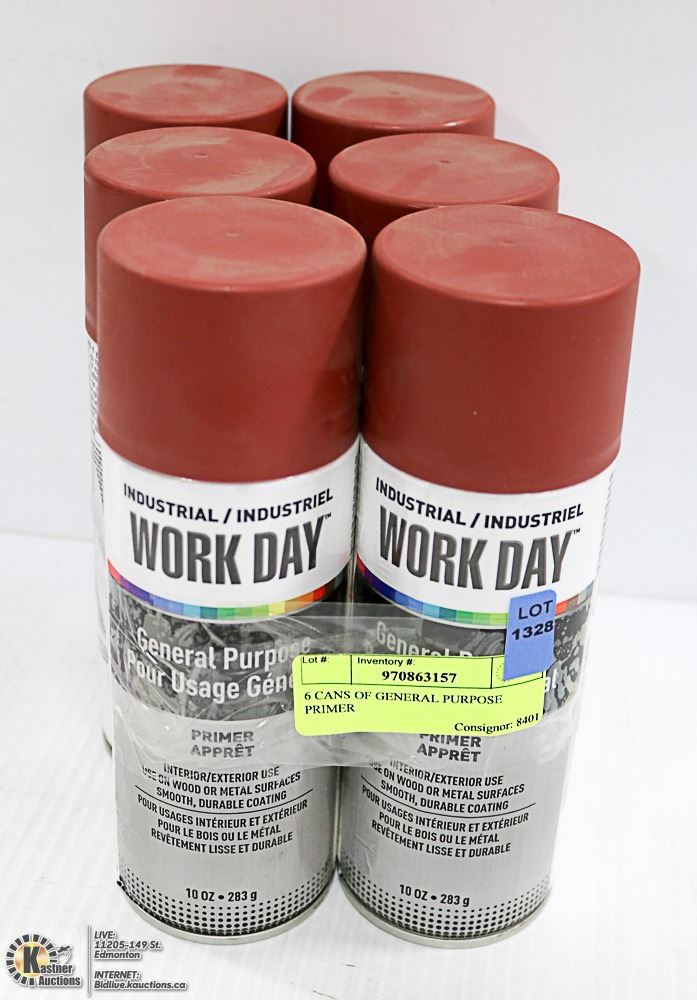 INDUSTRIAL / INDUSTRIEL
WORK DAY™
General Purpose
Pour Usage Géné
PRIMER
APPRÊT
INTERIOR/EXTERIOR USE
USE ON WOOD OR METAL SURFACES
SMOOTH, DURABLE COATING
POUR USAGES INTÉRIEUR ET EXTÉRIEUR
POUR LE BOIS OU LE MÉTAL
REVÊTEMENT LISSE ET DURABLE
10 OZ • 283 g
INDUSTRIAL / INDUSTRIEL
WORK DAY™
General
LOT
1328
Lot #:
Inventory #:
970863157
6 CANS OF GENERAL PURPOSE
PRIMER
Consignor: 8401
PRIMER
APPRÊT
INTERIOR/EXTERIOR USE
USE ON WOOD OR METAL SURFACES
SMOOTH, DURABLE COATING
POUR USAGES INTÉRIEUR ET EXTÉRIEUR
POUR LE BOIS OU LE MÉTAL
REVÊTEMENT LISSE ET DURABLE
10 OZ • 283 g
Kastner
Auctions
LIVE:
11205-149 St.
Edmonton
INTERNET:
Bidlive.kauctions.ca